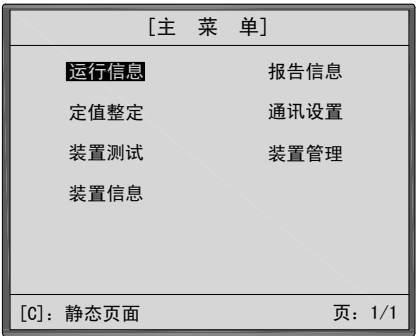 [主 菜 单]
运行信息 报告信息
定值整定 通讯设置
装置测试 装置管理
装置信息
[C]: 静态页面 页: 1/1